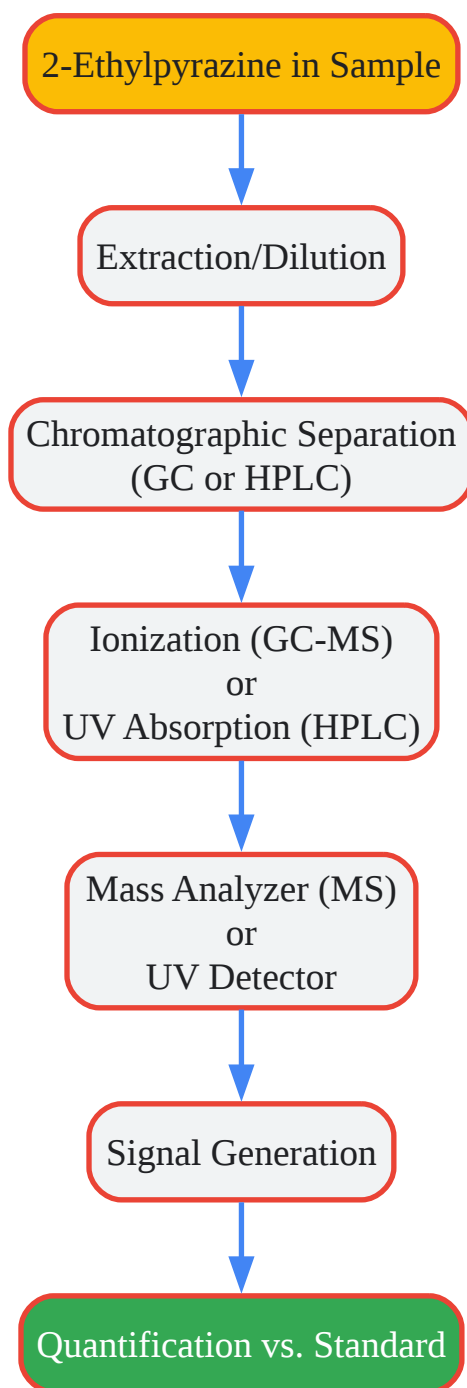 2-Ethylpyrazine in Sample
Extraction/Dilution
Chromatographic Separation
(GC or HPLC)
Ionization (GC-MS)
or
UV Absorption (HPLC)
Mass Analyzer (MS)
or
UV Detector
Signal Generation
Quantification vs. Standard